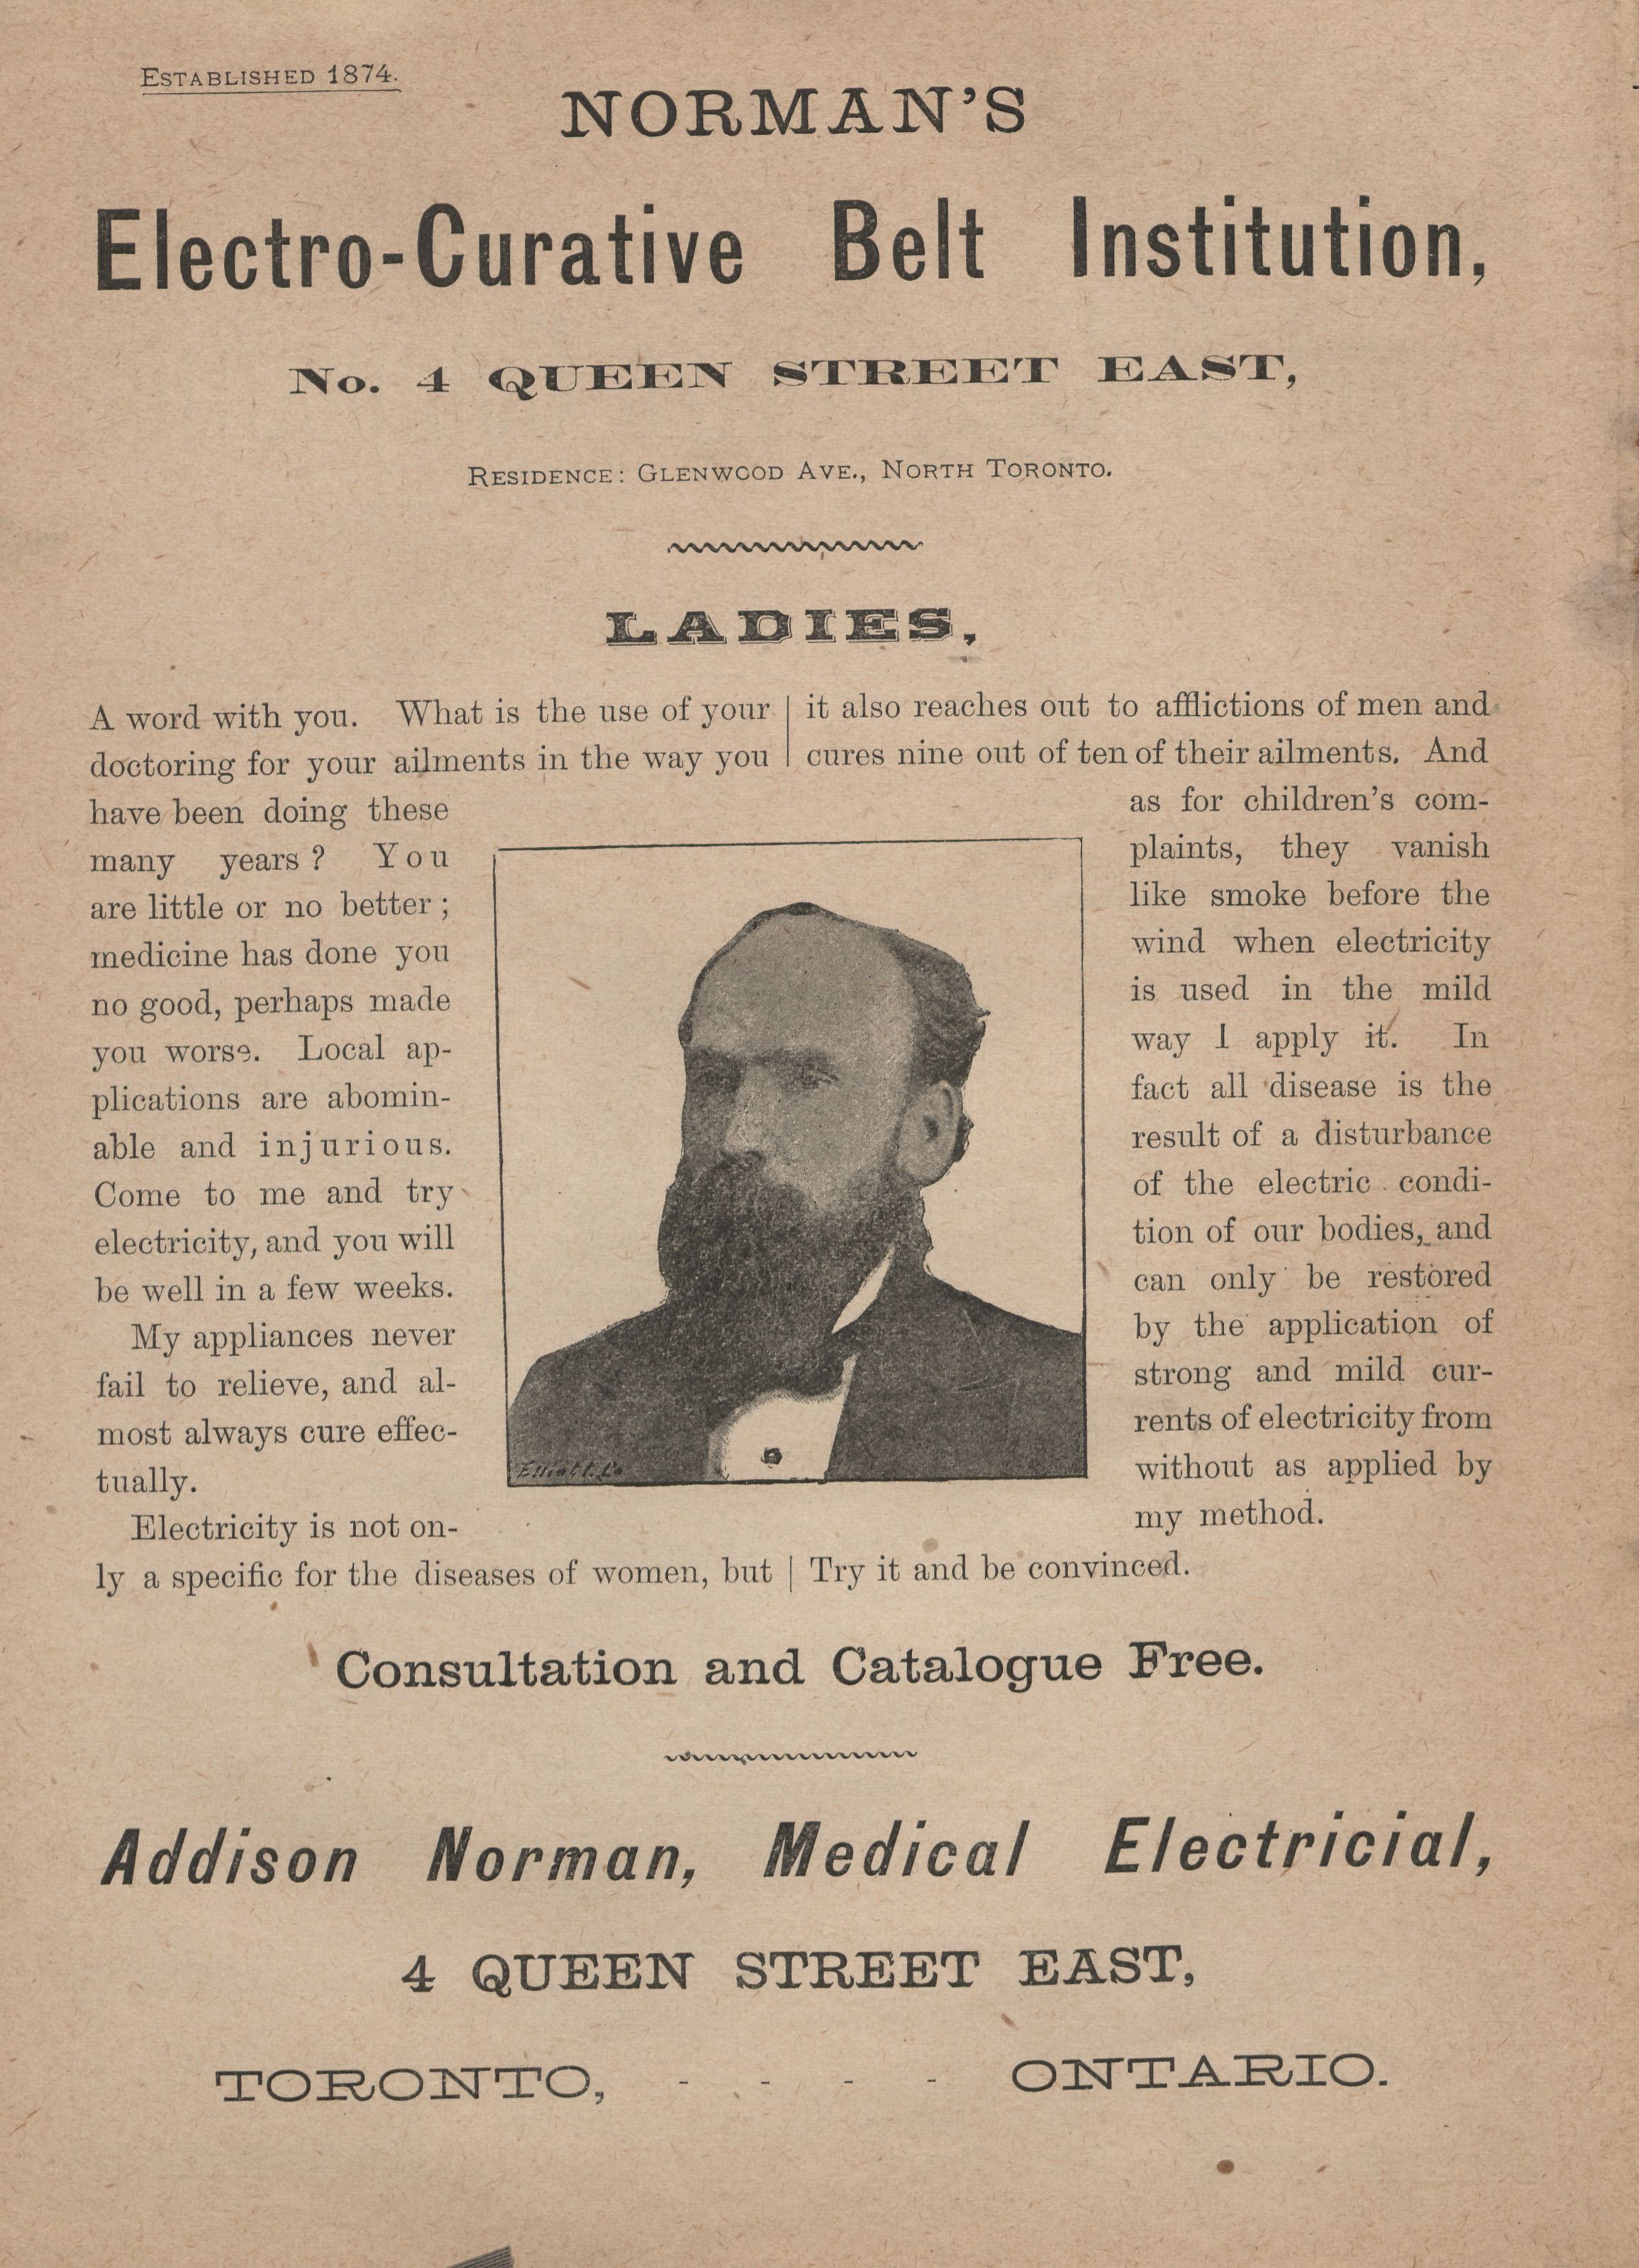 ESTABLISHED 1874.
NORMAN'S
Electro-Curative Belt Institution,
No. 4 QUEEN STREET EAST,
RESIDENCE: GLENWOOD AVE., NORTH TORONTO.
LADIES,
A word with you. What is the use of your
doctoring for your ailments in the way you
have been doing these
many years? You
are little or no better;
medicine has done you
no good, perhaps made
you worse. Local ap-
plications are abomin-
able and injurious.
Come to me and try
electricity, and you will
be well in a few weeks.
My appliances never
fail to relieve, and al-
most always cure effec-
tually.
Electricity is not on-
ly a specific for the diseases of women, but
it also reaches out to afflictions of men and
cures nine out of ten of their ailments. And
as for children's com-
plaints, they vanish
like smoke before the
wind when electricity
is used in the mild
way I apply it. In
fact all disease is the
result of a disturbance
of the electric condi-
tion of our bodies, and
can only be restored
by the application of
strong and mild cur-
rents of electricity from
without as applied by
my method.
Try it and be convinced.
Elliott. Co
Consultation and Catalogue Free.
Addison Norman, Medical Electricial,
4 QUEEN STREET EAST,
TORONTO, - - - - ONTARIO.